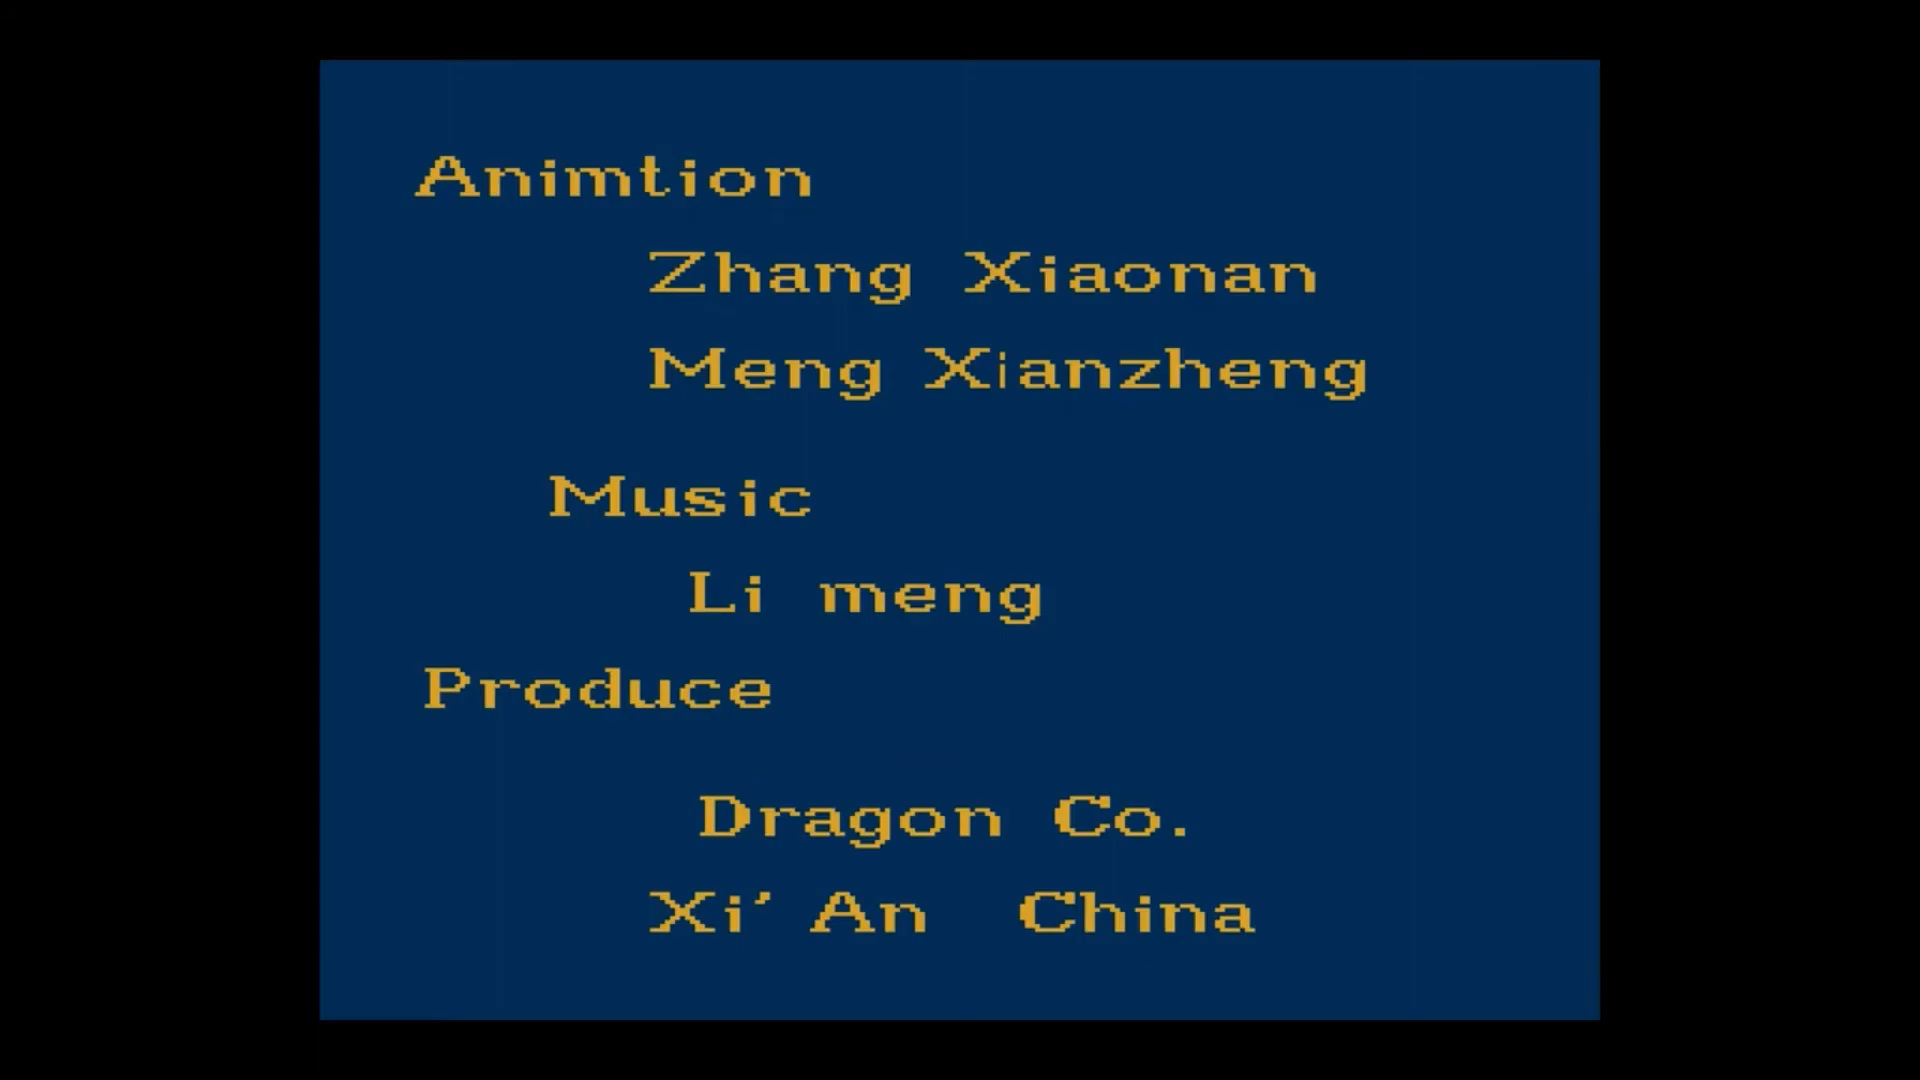 Animtion
Zhang Xiaonan
Meng Xianzheng
Music
Li meng
Produce
Dragon Co.
Xi' An China